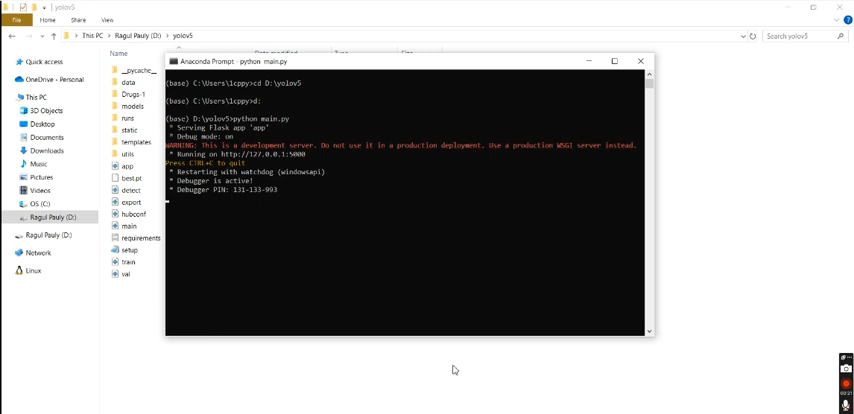 yolov5
File
Home
Share
View
This PC > Ragul Pauly (D:) > yolov5
Search yolov5
Name
Date modified
Type
Size
Quick access
OneDrive - Personal
This PC
3D Objects
Desktop
Documents
Downloads
Music
Pictures
Videos
OS (C:)
Ragul Pauly (D:)
Ragul Pauly (D:)
Network
Linux
__pycache__
data
Drugs-1
models
runs
static
templates
utils
app
best.pt
detect
export
hubconf
main
requirements
setup
train
val
Anaconda Prompt - python main.py
(base) C:\Users\lcppy>cd D:\yolov5
(base) C:\Users\lcppy>d:
(base) D:\yolov5>python main.py
* Serving Flask app 'app'
* Debug mode: on
WARNING: This is a development server. Do not use it in a production deployment. Use a production WSGI server instead.
* Running on http://127.0.0.1:5000
Press CTRL+C to quit
* Restarting with watchdog (windowsapi)
* Debugger is active!
* Debugger PIN: 131-133-993
00:21